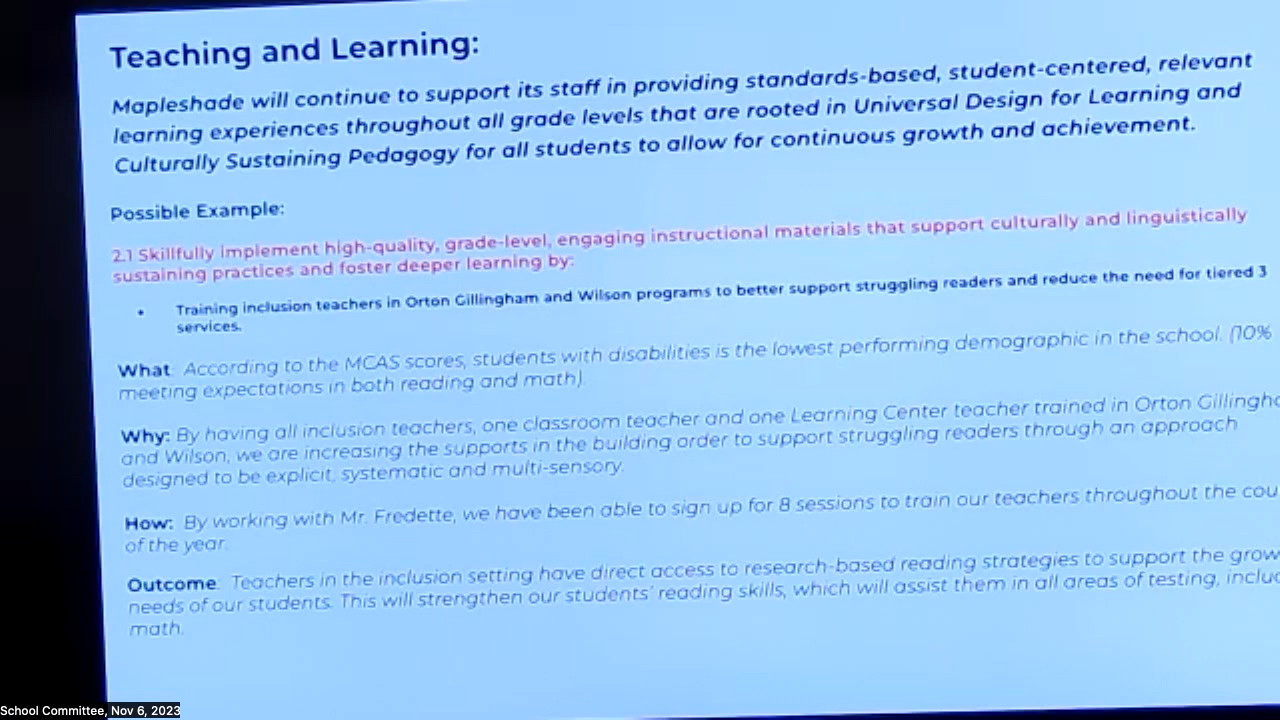 Teaching and Learning:
Mapleshade will continue to support its staff in providing standards-based, student-centered, relevant
learning experiences throughout all grade levels that are rooted in Universal Design for Learning and
Culturally Sustaining Pedagogy for all students to allow for continuous growth and achievement.
Possible Example:
2.1 Skillfully implement high-quality, grade-level, engaging instructional materials that support culturally and linguistically
sustaining practices and foster deeper learning by:
• Training inclusion teachers in Orton Gillingham and Wilson programs to better support struggling readers and reduce the need for tiered 3
services.
What: According to the MCAS scores, students with disabilities is the lowest performing demographic in the school. (10%
meeting expectations in both reading and math).
Why: By having all inclusion teachers, one classroom teacher and one Learning Center teacher trained in Orton Gillingha
and Wilson, we are increasing the supports in the building order to support struggling readers through an approach
designed to be explicit, systematic and multi-sensory.
How: By working with Mr. Fredette, we have been able to sign up for 8 sessions to train our teachers throughout the cou
of the year.
Outcome: Teachers in the inclusion setting have direct access to research-based reading strategies to support the grow
needs of our students. This will strengthen our students' reading skills, which will assist them in all areas of testing, includ
math.
School Committee, Nov 6, 2023